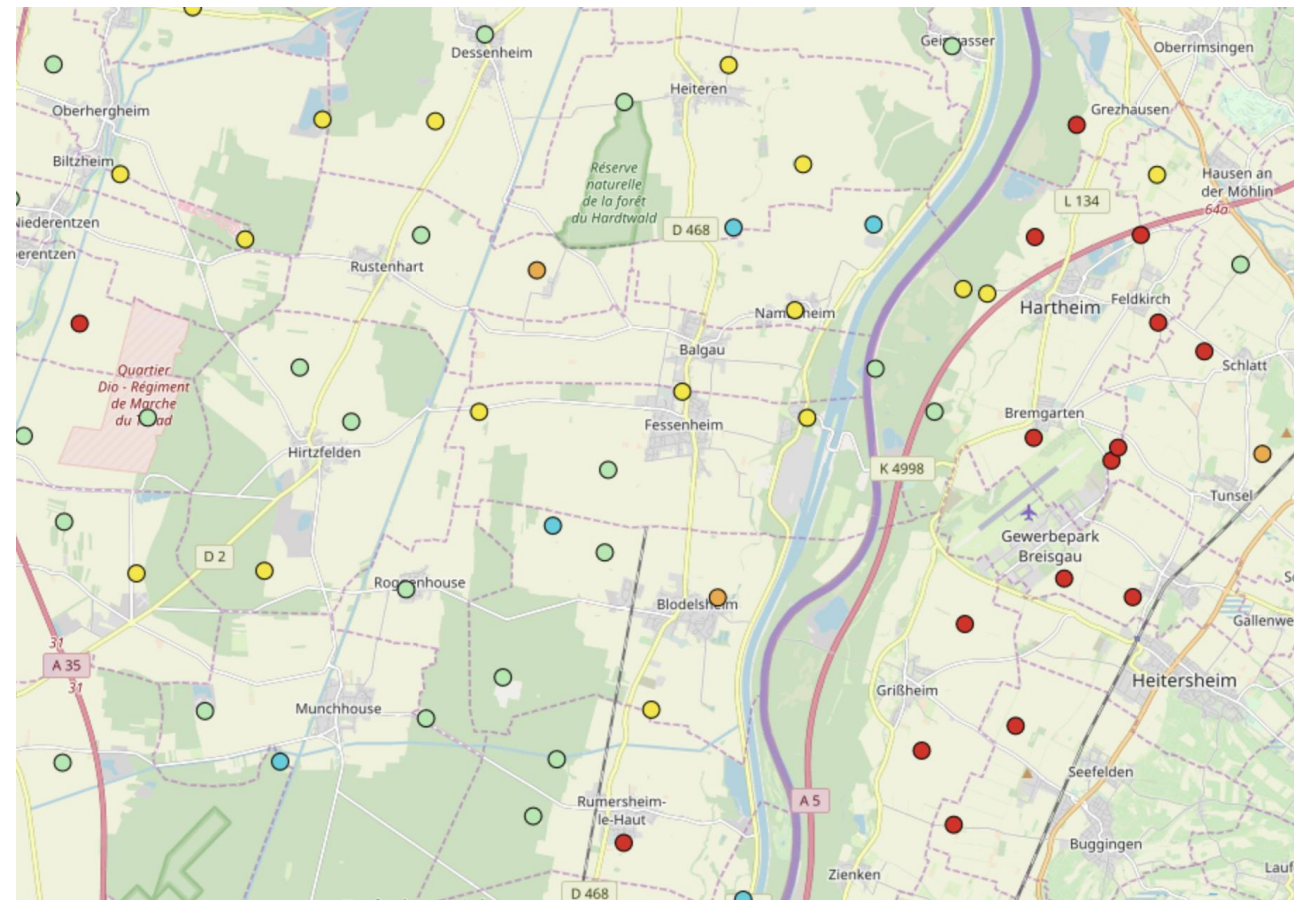 Oberrimsingen
Dessenheim
Heiteren
Oberhergheim
Grezhausen
Biltzheim
Réserve
naturelle
de la forêt
du Hardtwald
Hausen an
der Möhlin
L 134
64a
Niederentzen
D 468
Rustenhart
Feldkirch
Hartheim
Balgau
Schlatt
Quartier
Dio - Régiment
de Marche
Bremgarten
Fessenheim
Hirtzfelden
K 4998
Tunsel
Gewerbepark
Breisgau
D 2
Blodelsheim
31
A 35
31
Heitersheim
Grißheim
Munchhouse
Seefelden
A 5
Rumersheim-
le-Haut
Buggingen
Zienken
D 468